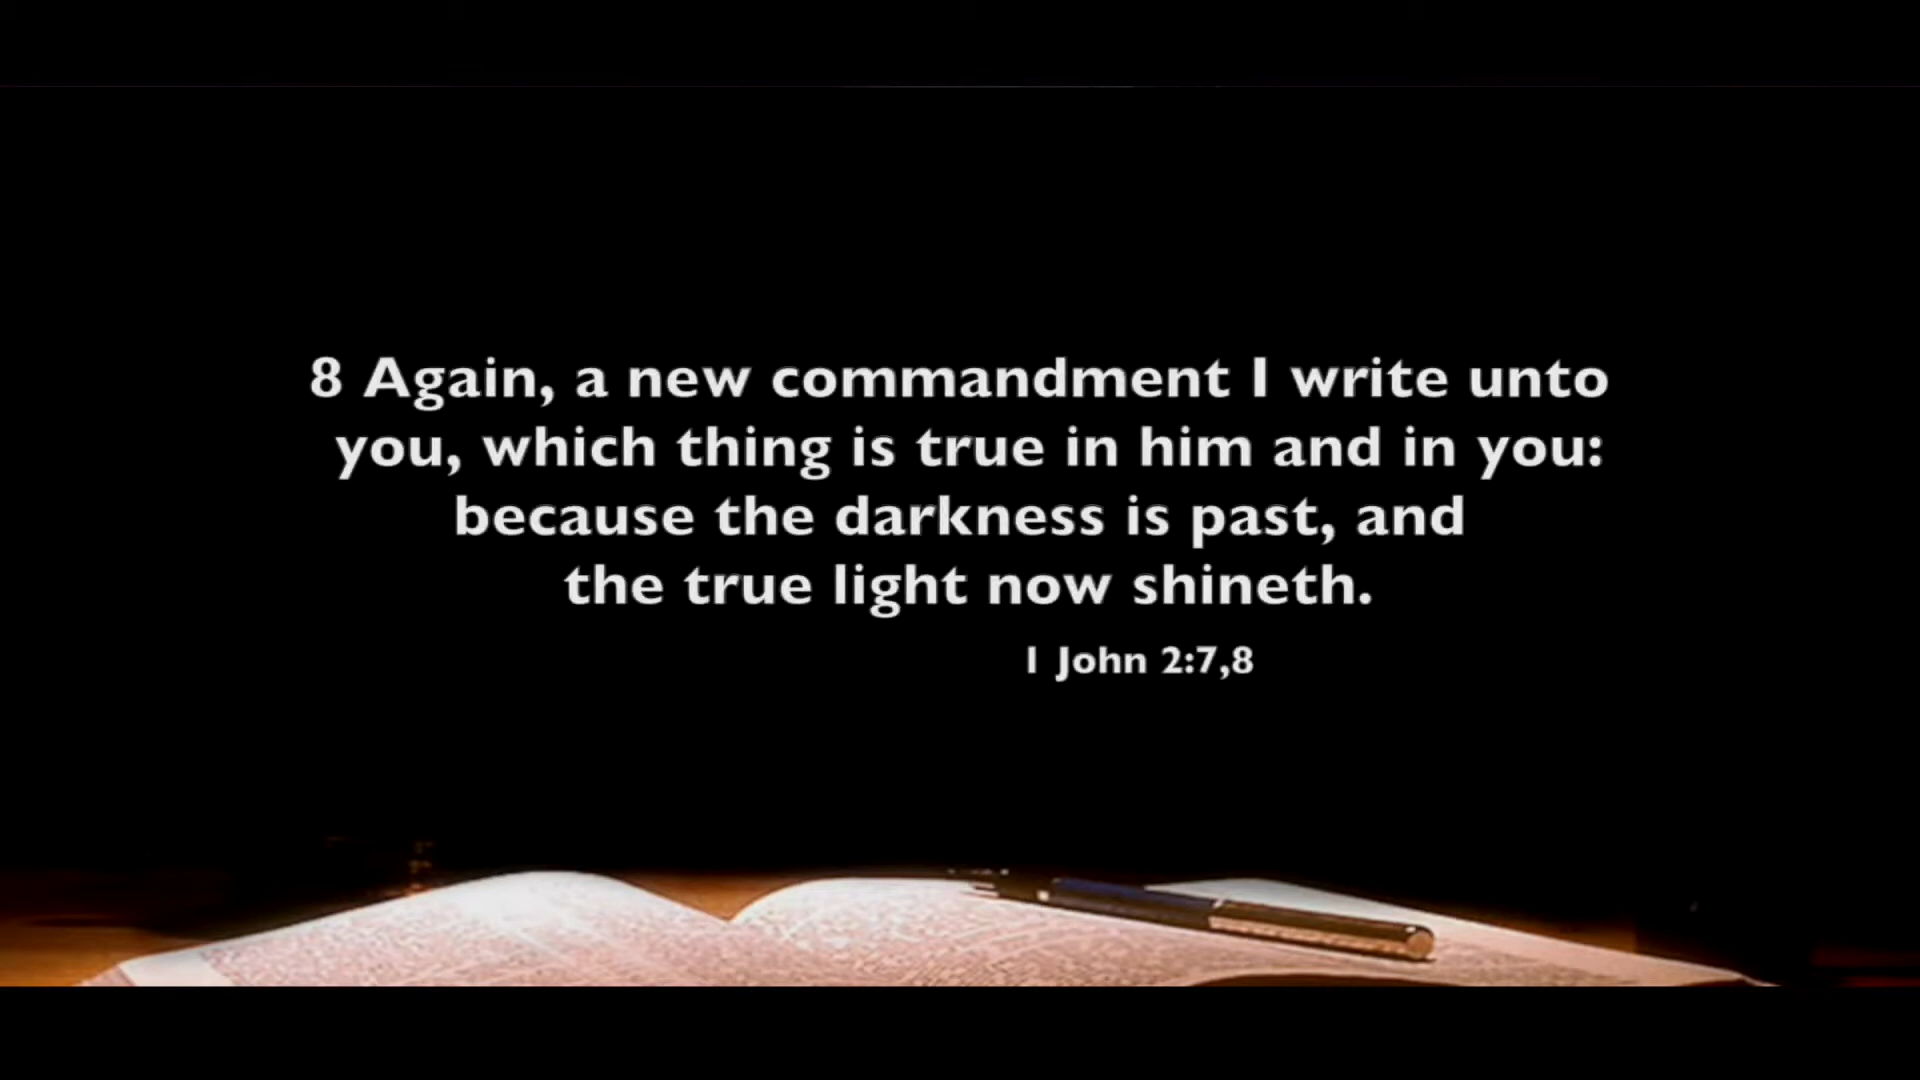 8 Again, a new commandment I write unto
you, which thing is true in him and in you:
because the darkness is past, and
the true light now shineth.
1 John 2:7,8